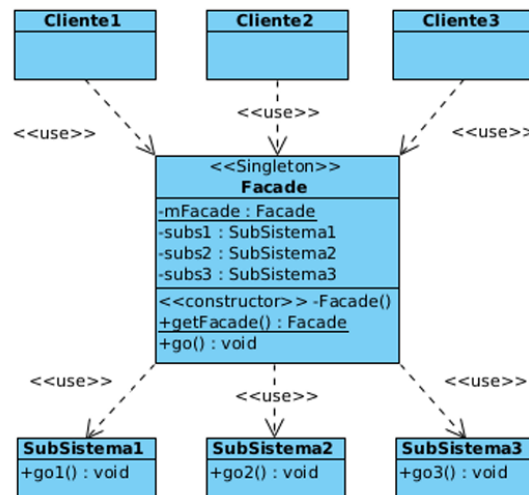 Cliente1
Cliente2
Cliente3
<<use>>
<<use>>
<<use>>
<<Singleton>>
Facade
-mFacade : Facade
-subs1 : SubSistema1
-subs2 : SubSistema2
-subs3 : SubSistema3
<<constructor>> -Facade()
+getFacade() : Facade
+go() : void
<<use>>
<<use>>
<<use>>
SubSistema1
+go1() : void
SubSistema2
+go2() : void
SubSistema3
+go3() : void